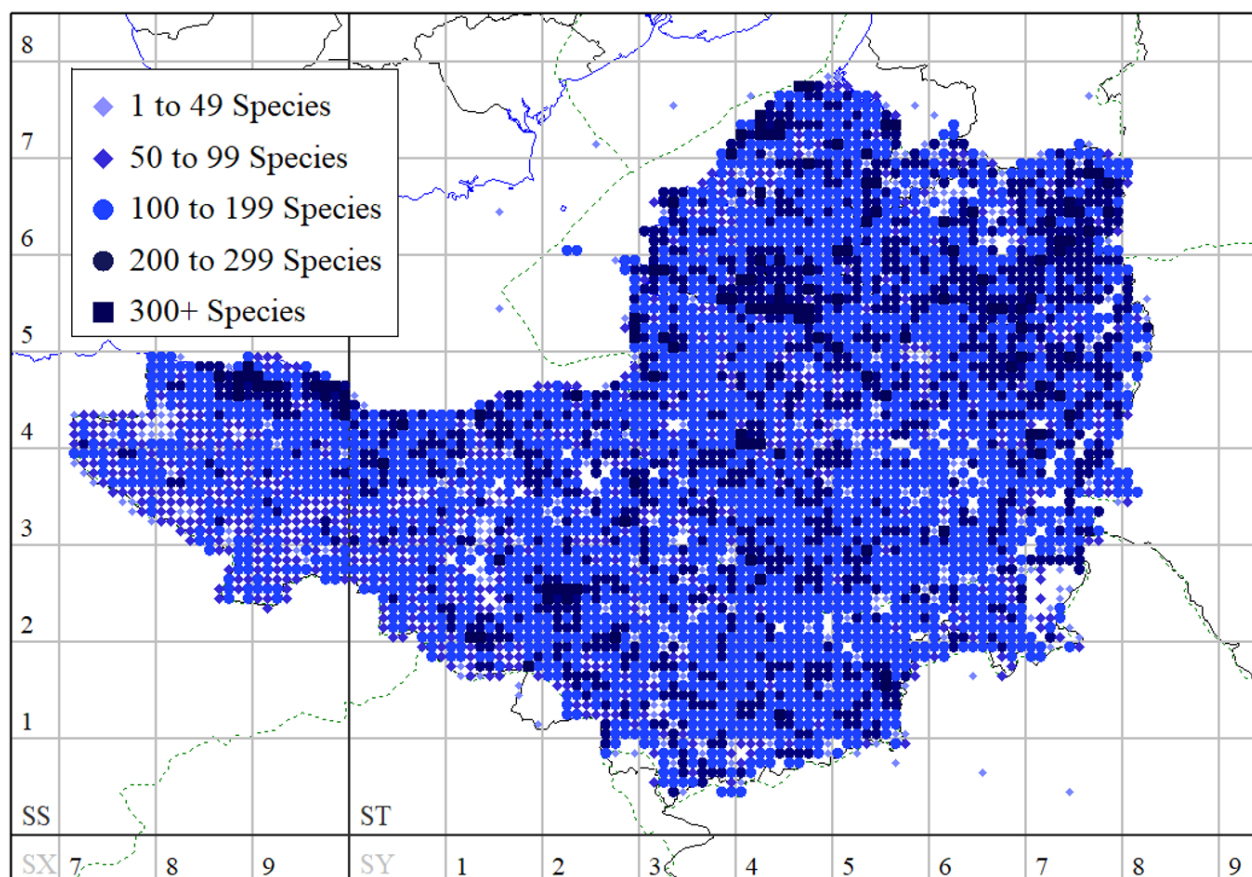 8
1 to 49 Species
50 to 99 Species
7
100 to 199 Species
6
200 to 299 Species
300+ Species
5
4
3
2
1
SS ST
SX 7 8 9 SY 1 2 3 4 5 6 7 8 9